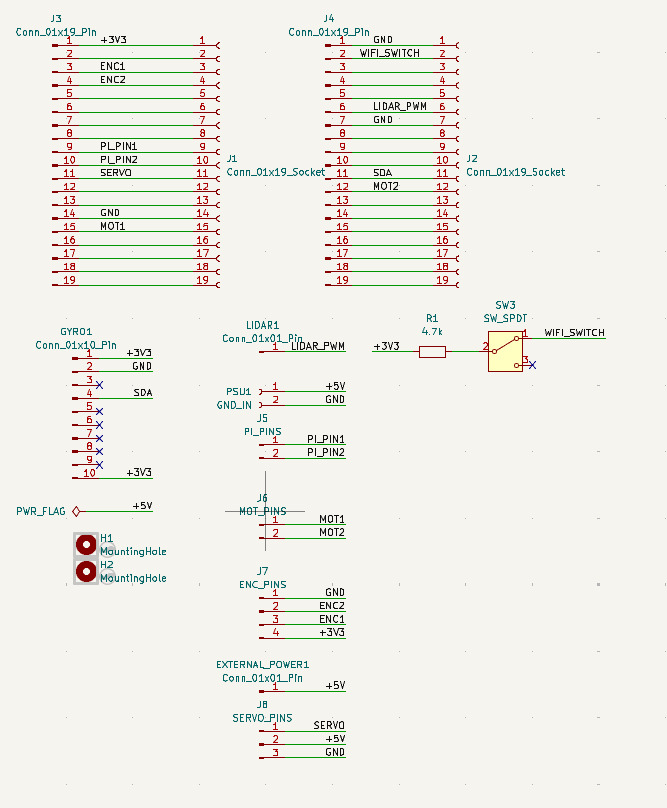 J3
Conn_01x19_Pin
1 +3V3 1
2 2
3 ENC1 3
4 ENC2 4
5 5
6 6
7 7
8 8
9 PI_PIN1 9
10 PI_PIN2 10
11 SERVO 11
12 12
13 13
14 GND 14
15 MOT1 15
16 16
17 17
18 18
19 19
J1
Conn_01x19_Socket
J4
Conn_01x19_Pin
1 GND 1
2 WIFI_SWITCH 2
3 3
4 4
5 5
6 LIDAR_PWM 6
7 GND 7
8 8
9 9
10 10
11 SDA 11
12 MOT2 12
13 13
14 14
15 15
16 16
17 17
18 18
19 19
J2
Conn_01x19_Socket
GYRO1
Conn_01x10_Pin
1 +3V3
2 GND
3
4 SDA
5
6
7
8
9
10 +3V3
PWR_FLAG +5V
H1
MountingHole
H2
MountingHole
LIDAR1
Conn_01x01_Pin
1 LIDAR_PWM
PSU1 1 +5V
GND_IN 2 GND
J5
PI_PINS
1 PI_PIN1
2 PI_PIN2
J6
MOT_PINS
1 MOT1
2 MOT2
J7
ENC_PINS
1 GND
2 ENC2
3 ENC1
4 +3V3
EXTERNAL_POWER1
Conn_01x01_Pin
1 +5V
J8
SERVO_PINS
1 SERVO
2 +5V
3 GND
R1
4.7k
+3V3
SW3
SW_SPDT
2
1 WIFI_SWITCH
3